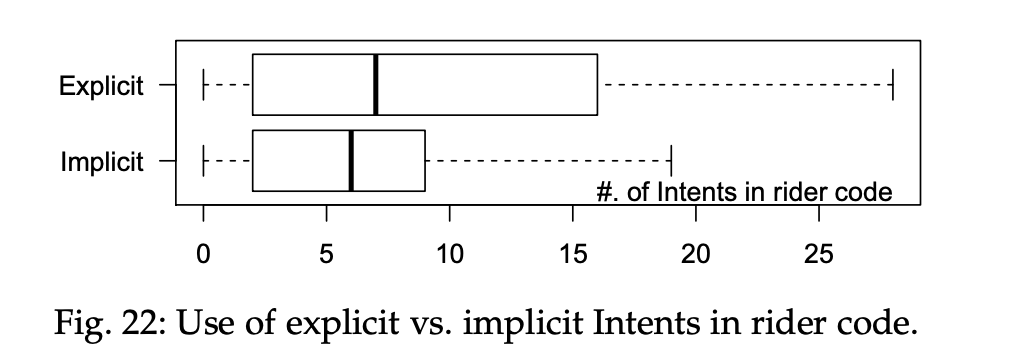 Explicit
Implicit
#. of Intents in rider code
0 5 10 15 20 25
Fig. 22: Use of explicit vs. implicit Intents in rider code.